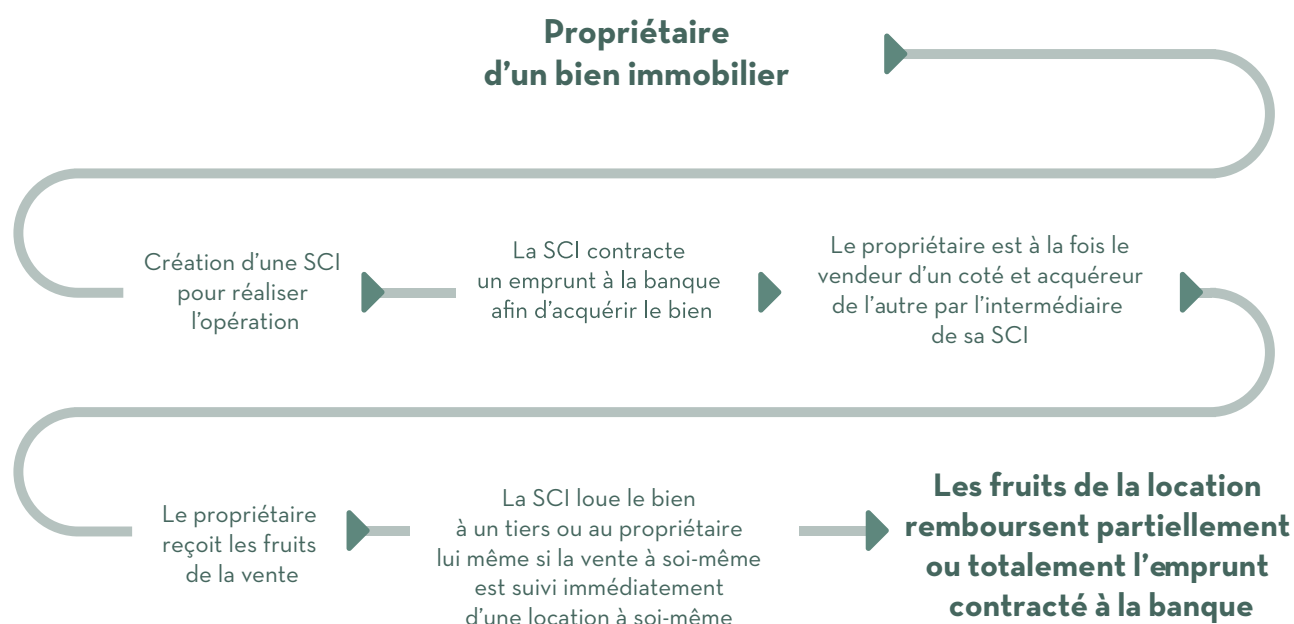 Propriétaire
d'un bien immobilier
Création d'une SCI
pour réaliser
l'opération
La SCI contracte
un emprunt à la banque
afin d'acquérir le bien
Le propriétaire est à la fois le
vendeur d'un coté et acquéreur
de l'autre par l'intermédiaire
de sa SCI
Le propriétaire
reçoit les fruits
de la vente
La SCI loue le bien
à un tiers ou au propriétaire
lui même si la vente à soi-même
est suivi immédiatement
d'une location à soi-même
Les fruits de la location
remboursent partiellement
ou totalement l'emprunt
contracté à la banque